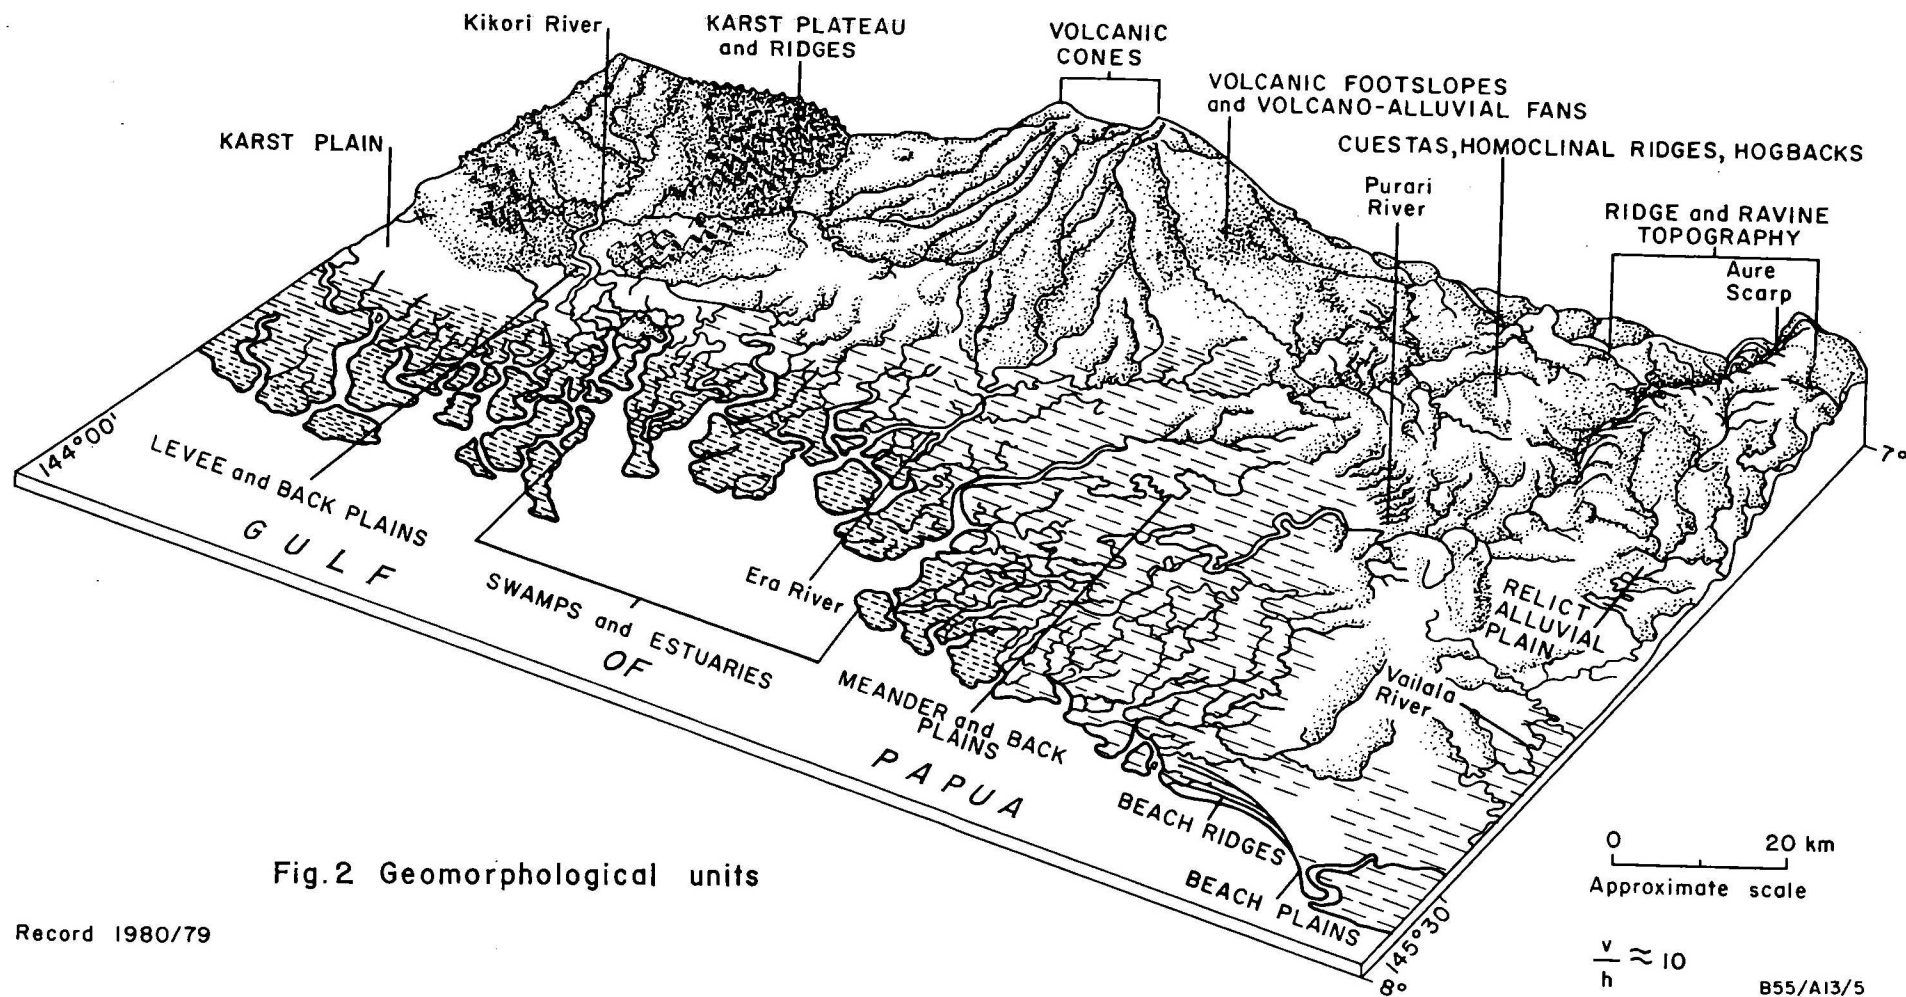 Kikori River
KARST PLATEAU
and RIDGES
VOLCANIC
CONES
VOLCANIC FOOTSLOPES
and VOLCANO-ALLUVIAL FANS
KARST PLAIN
CUESTAS, HOMOCLINAL RIDGES, HOGBACKS
Purari
River
RIDGE and RAVINE
TOPOGRAPHY
Aure
Scarp
144°00'
7°
LEVEE and BACK PLAINS
GULF
OF
PAPUA
SWAMPS and ESTUARIES
Era River
MEANDER and BACK
PLAINS
RELICT
ALLUVIAL
PLAIN
Vailala
River
BEACH RIDGES
BEACH PLAINS
145°30'
8°
0 20 km
Approximate scale
v
h ≈ 10
Fig. 2 Geomorphological units
Record 1980/79
B55/A13/5